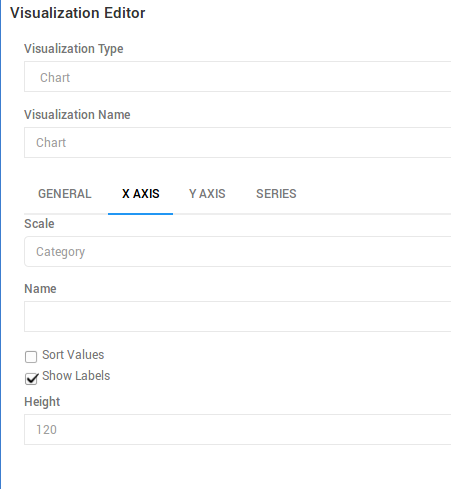 Visualization Editor
Visualization Type
Chart
Visualization Name
Chart
GENERAL X AXIS Y AXIS SERIES
Scale
Category
Name
Sort Values
Show Labels
Height
120